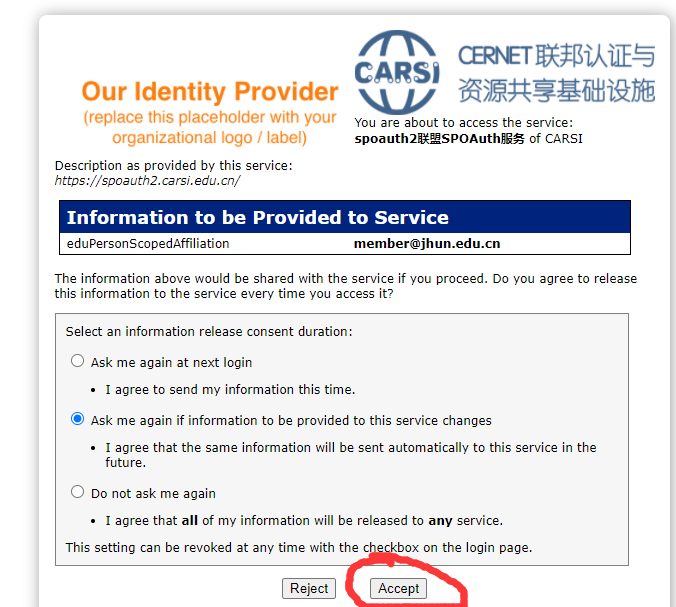 Our Identity Provider
(replace this placeholder with your
organizational logo / label)
CARSI
CERNET联邦认证与
资源共享基础设施
You are about to access the service:
spoauth2联盟SPOAuth服务 of CARSI
Description as provided by this service:
https://spoauth2.carsi.edu.cn/
Information to be Provided to Service
eduPersonScopedAffiliation member@jhun.edu.cn
The information above would be shared with the service if you proceed. Do you agree to release
this information to the service every time you access it?
Select an information release consent duration:
Ask me again at next login
• I agree to send my information this time.
Ask me again if information to be provided to this service changes
• I agree that the same information will be sent automatically to this service in the
future.
Do not ask me again
• I agree that all of my information will be released to any service.
This setting can be revoked at any time with the checkbox on the login page.
Reject Accept